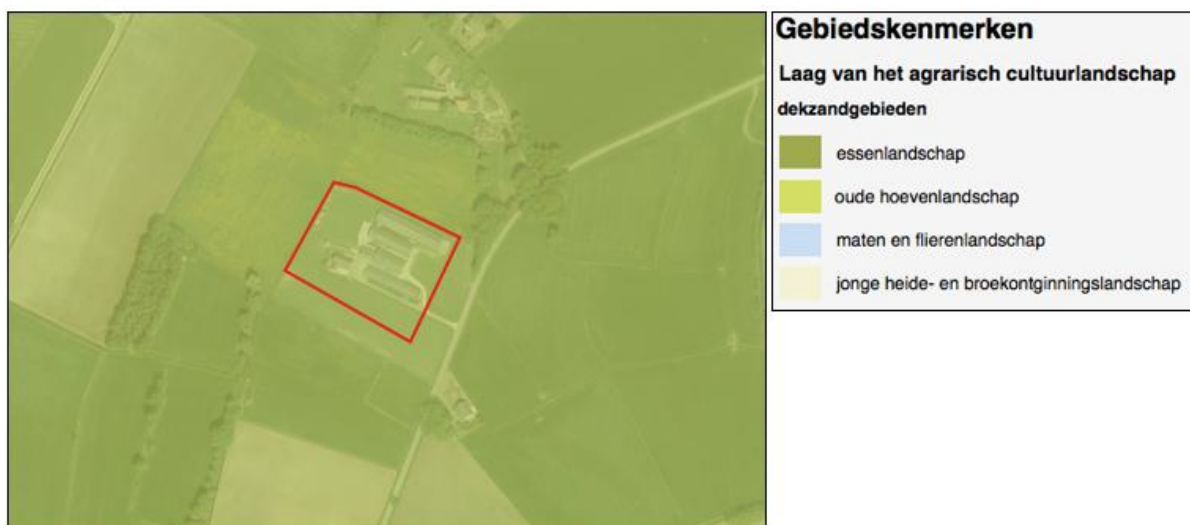 Gebiedskenmerken
Laag van het agrarisch cultuurlandschap
dekzandgebieden
essenlandschap
oude hoevenlandschap
maten en flierenlandschap
jonge heide- en broekontginningslandschap